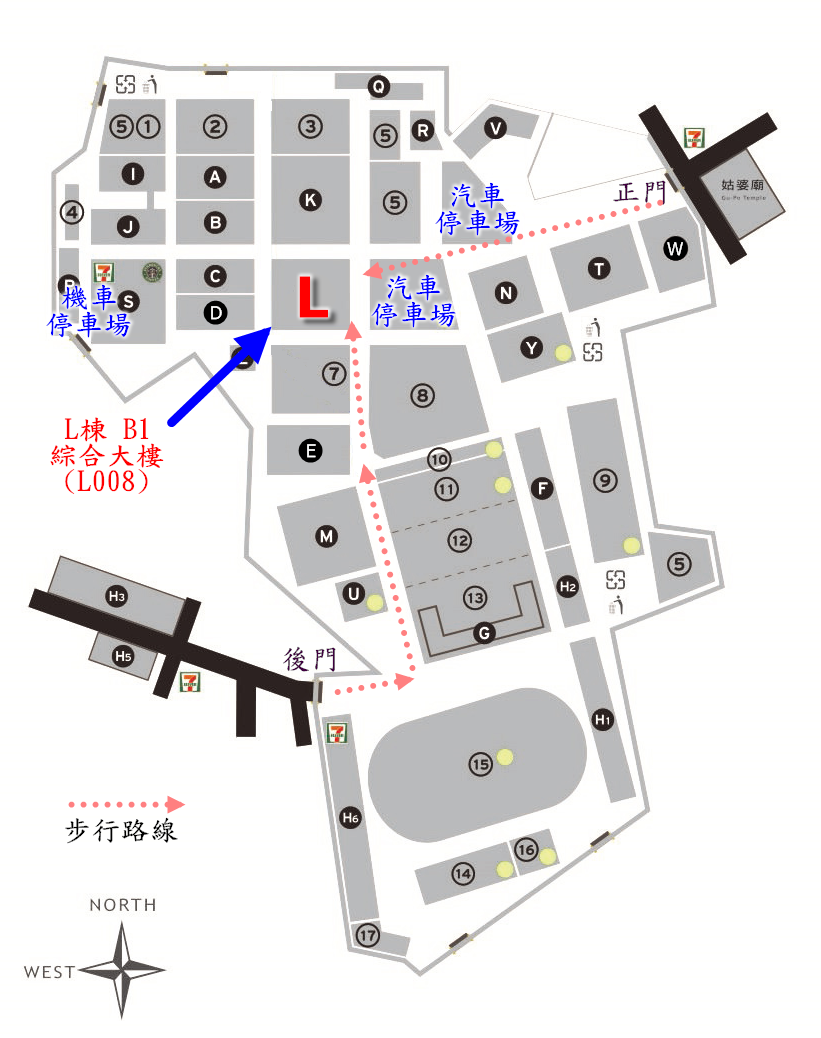 Q
⑤ ①
②
③
⑤
R
V
正門
姑婆廟
Gu-Po Temple
I
A
K
⑤
汽車
停車場
④
J
B
W
T
S
C
D
L
汽車
停車場
N
機車
停車場
Y
⑦
⑧
L棟 B1
綜合大樓
(L008)
E
⑩
⑪
F
⑨
M
⑫
⑤
H3
U
⑬
H2
G
H5
後門
H1
⑮
H6
步行路線
⑯
⑭
⑰
NORTH
WEST